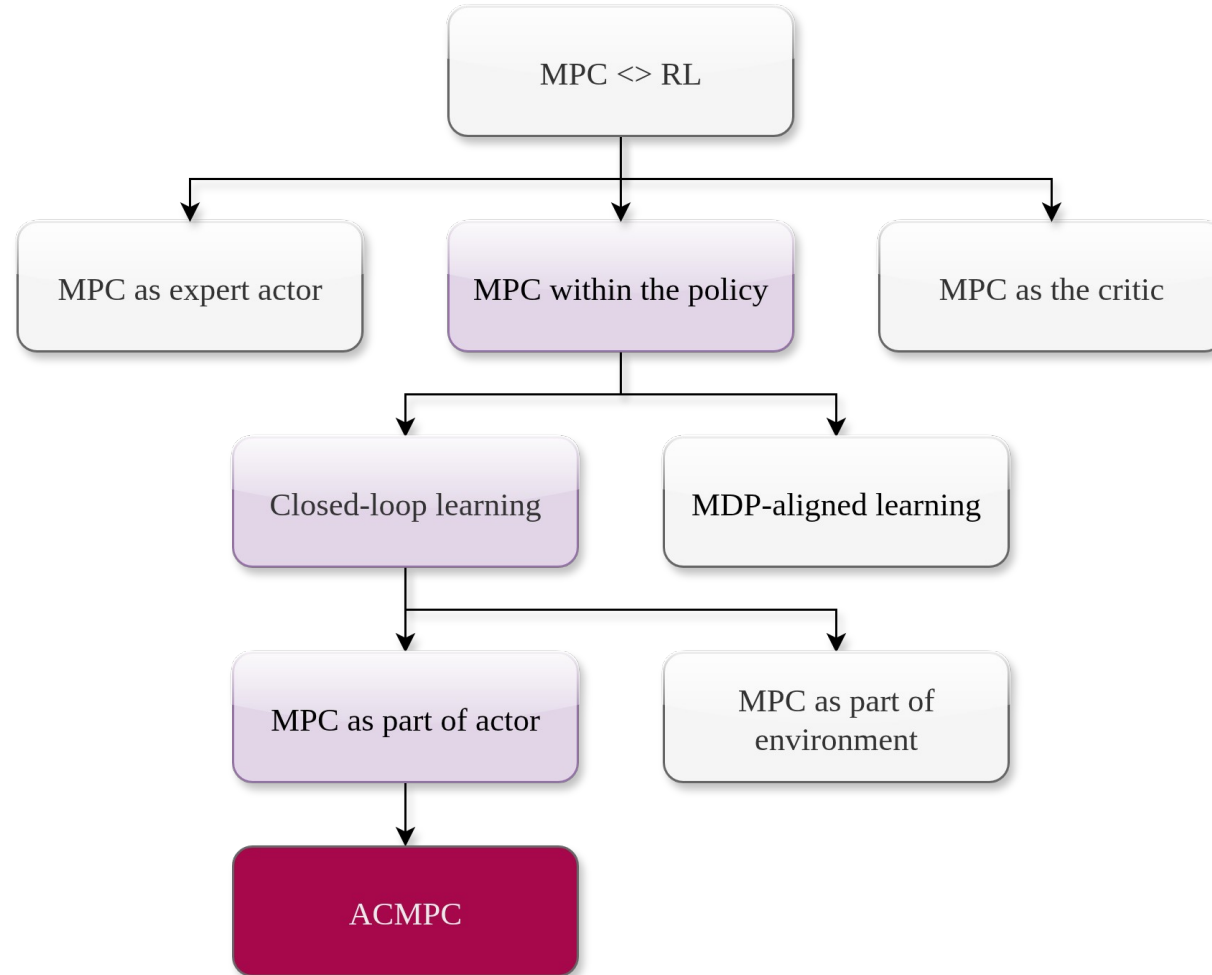 MPC <> RL
MPC as expert actor
MPC within the policy
MPC as the critic
Closed-loop learning
MDP-aligned learning
MPC as part of actor
MPC as part of
environment
ACMPC